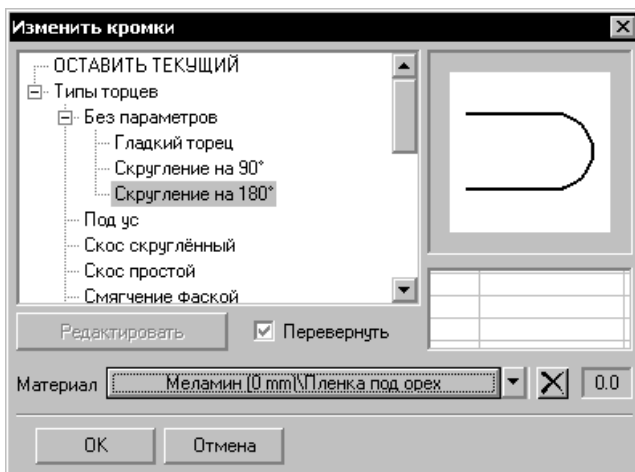 Изменить кромки
ОСТАВИТЬ ТЕКУЩИЙ
Типы торцев
Без параметров
Гладкий торец
Скругление на 90°
Скругление на 180°
Под ус
Скос скруглённый
Скос простой
Смягчение фаской
Редактировать
Перевернуть
Материал
Меламин (0 mm)\Пленка под орех
0.0
OK
Отмена